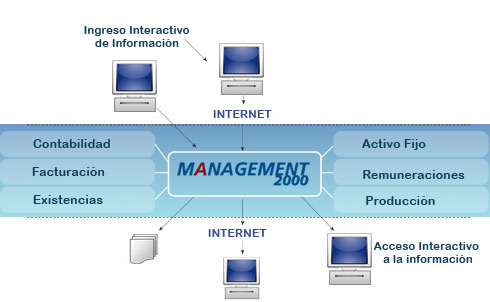 Ingreso Interactivo
de Información
INTERNET
Contabilidad
Facturación
Existencias
MANAGEMENT
2000
Activo Fijo
Remuneraciones
Producción
INTERNET
Acceso Interactivo
a la información